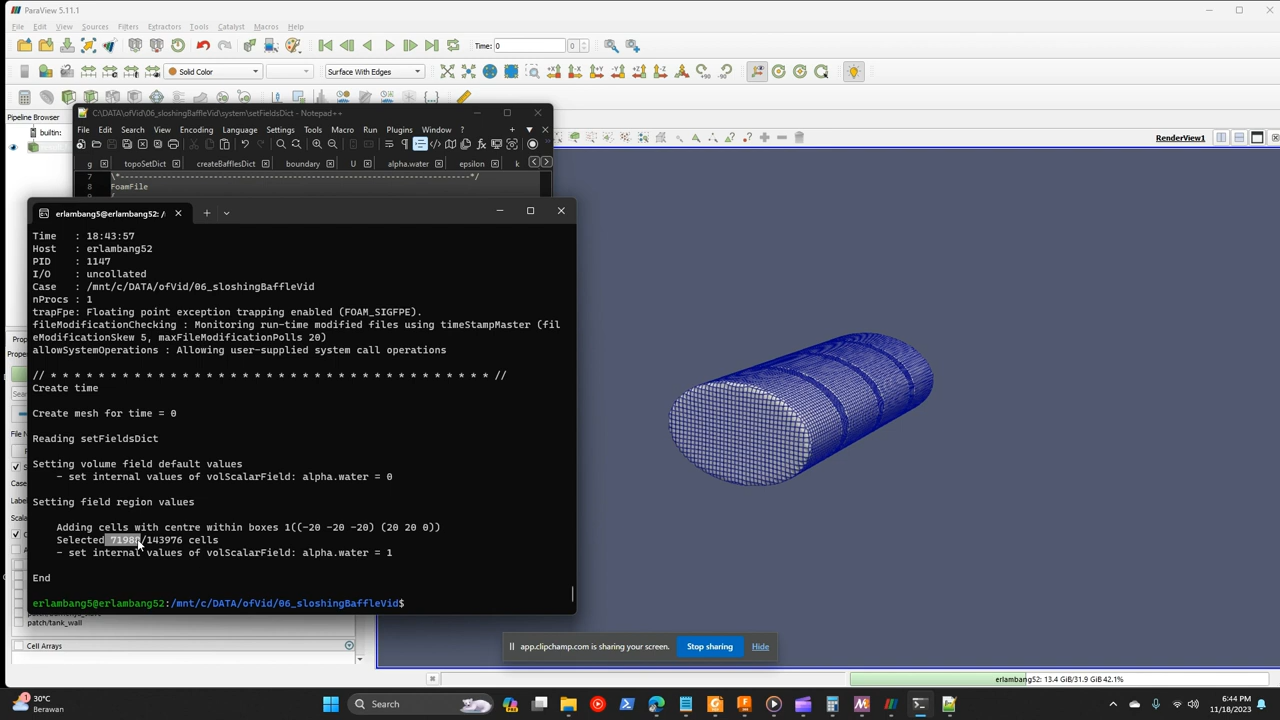 ParaView 5.11.1
File Edit View Sources Filters Extractors Tools Catalyst Macros Help
Time: 0
0
Solid Color
Surface With Edges
Pipeline Browser
builtin:
C:\DATA\ofVid\06_sloshingBaffleVid\system\setFieldsDict - Notepad++
File Edit Search View Encoding Language Settings Tools Macro Run Plugins Window ?
g topoSetDict createBafflesDict boundary U alpha.water epsilon k
RenderView1
7 \*---------------------------------------------------------------------------*/
8 FoamFile
erlambang5@erlambang52: /
Time : 18:43:57
Host : erlambang52
PID : 1147
I/O : uncollated
Case : /mnt/c/DATA/ofVid/06_sloshingBaffleVid
nProcs : 1
trapFpe: Floating point exception trapping enabled (FOAM_SIGFPE).
fileModificationChecking : Monitoring run-time modified files using timeStampMaster (fil
eModificationSkew 5, maxFileModificationPolls 20)
allowSystemOperations : Allowing user-supplied system call operations
// * * * * * * * * * * * * * * * * * * * * * * * * * * * * * * * * * * * * * //
Create time
Create mesh for time = 0
Reading setFieldsDict
Setting volume field default values
- set internal values of volScalarField: alpha.water = 0
Setting field region values
Adding cells with centre within boxes 1((-20 -20 -20) (20 20 0))
Selected 71988/143976 cells
- set internal values of volScalarField: alpha.water = 1
End
erlambang5@erlambang52:/mnt/c/DATA/ofVid/06_sloshingBaffleVid$
patch/tank_wall
Cell Arrays
app.clipchamp.com is sharing your screen.
Stop sharing
Hide
erlambang52: 13.4 GiB/31.9 GiB 42.1%
30°C
Berawan
Search
6:44 PM
11/18/2023